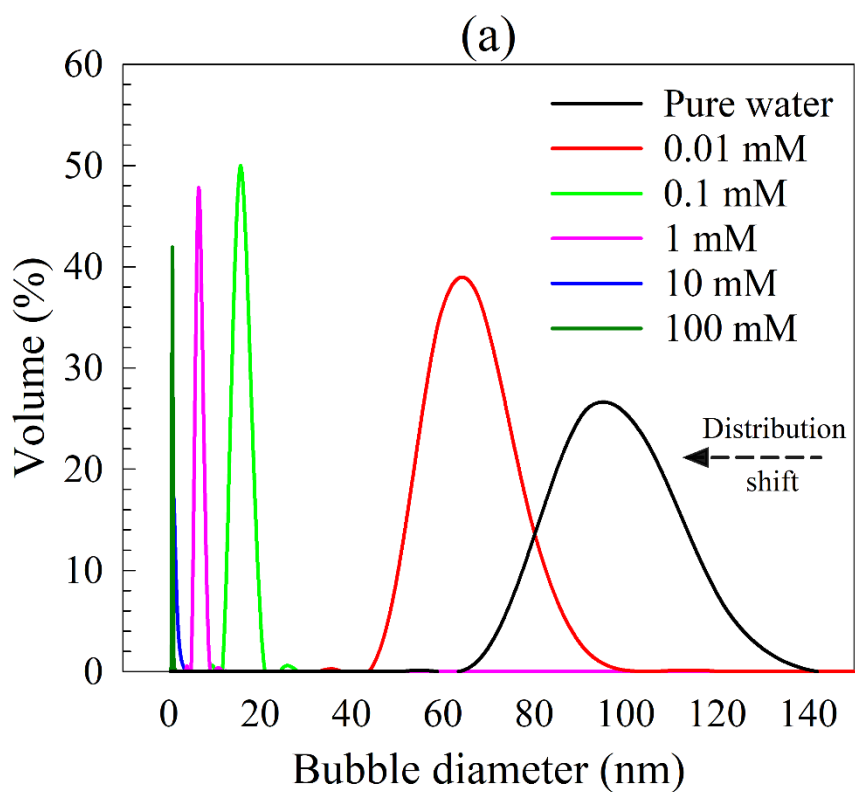 (a)
60
50
40
30
20
10
0
Volume (%)
Pure water
0.01 mM
0.1 mM
1 mM
10 mM
100 mM
Distribution
shift
0 20 40 60 80 100 120 140
Bubble diameter (nm)